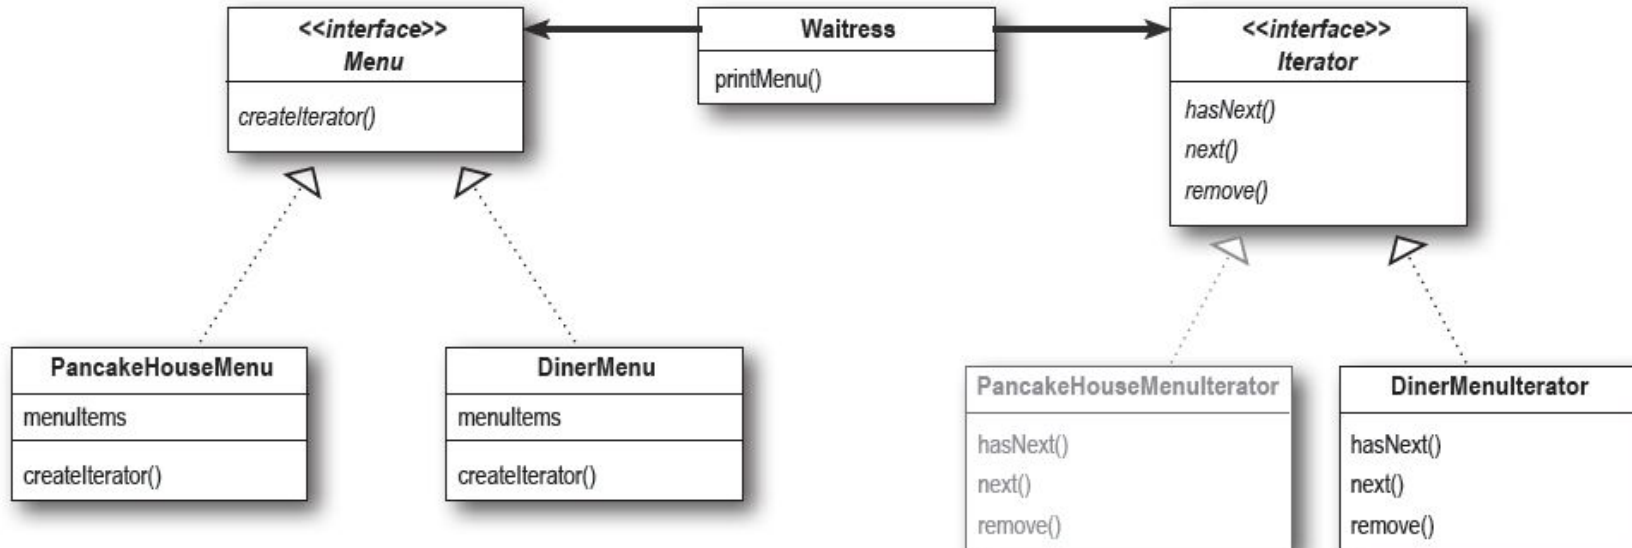 <<interface>>
Menu
createIterator()
Waitress
printMenu()
<<interface>>
Iterator
hasNext()
next()
remove()
PancakeHouseMenu
menuItems
createIterator()
DinerMenu
menuItems
createIterator()
PancakeHouseMenuIterator
hasNext()
next()
remove()
DinerMenuIterator
hasNext()
next()
remove()